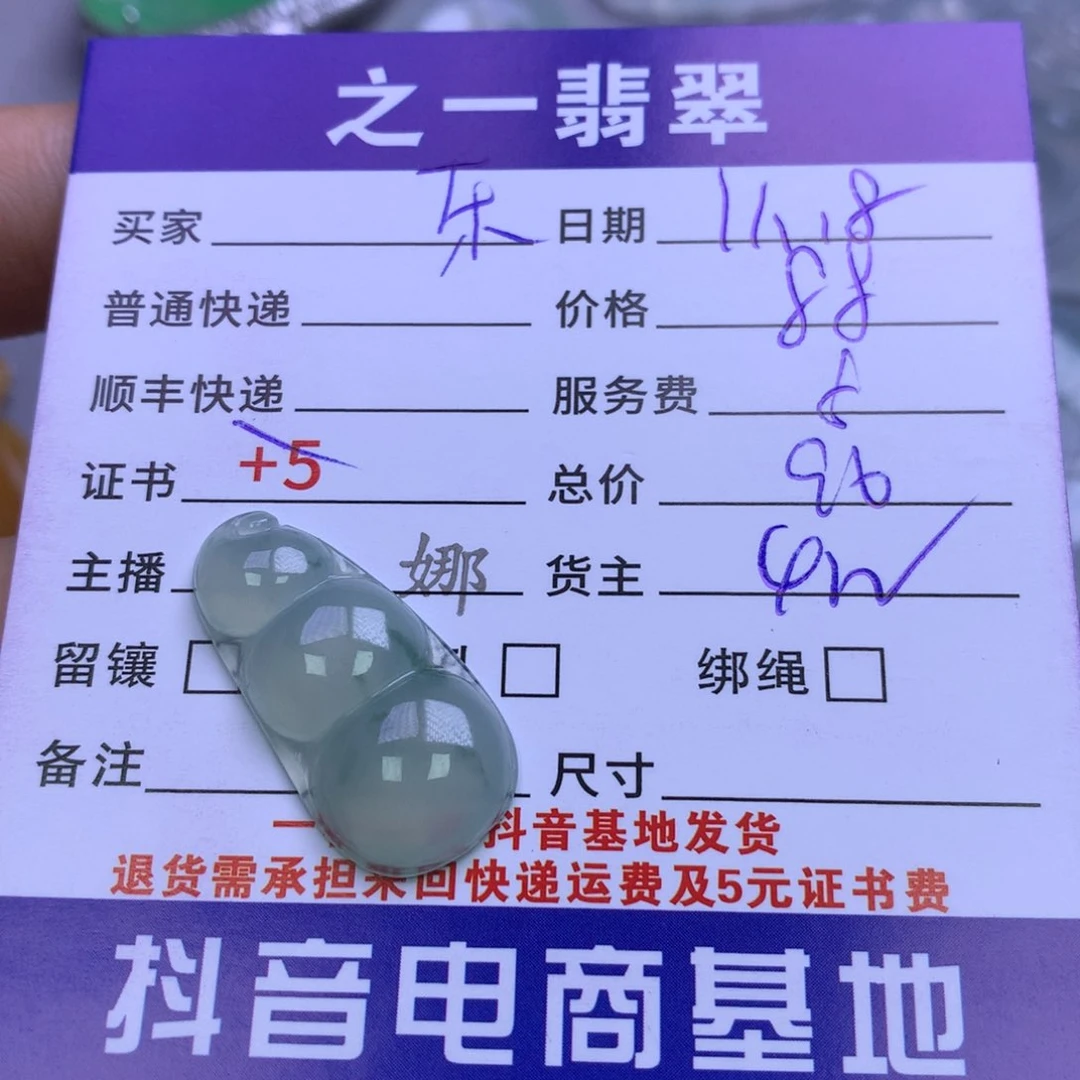 之一翡翠
买家 乐 日期 11.18
普通快递 价格 88
顺丰快递 服务费
证书 +5 总价
主播 娜 货主
留镶 绑绳
备注 尺寸
一 抖音基地发货
退货需承担来回快递运费及5元证书费
抖音电商基地